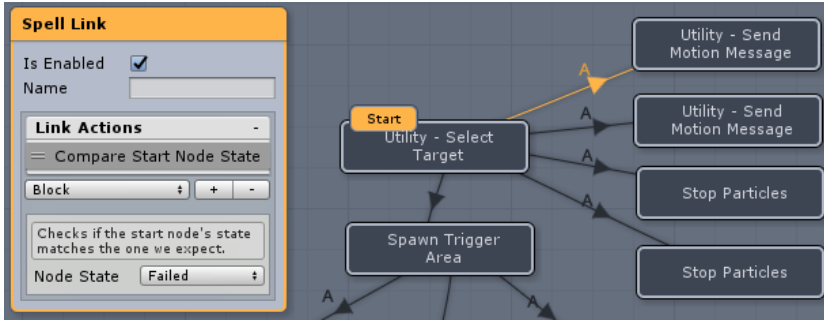 Spell Link
Is Enabled
Name
Link Actions -
Compare Start Node State
Block + -
Checks if the start node's state
matches the one we expect.
Node State Failed
Start
Utility - Select
Target
Spawn Trigger
Area
A
Utility - Send
Motion Message
A
Utility - Send
Motion Message
A
Stop Particles
A
Stop Particles
A
A